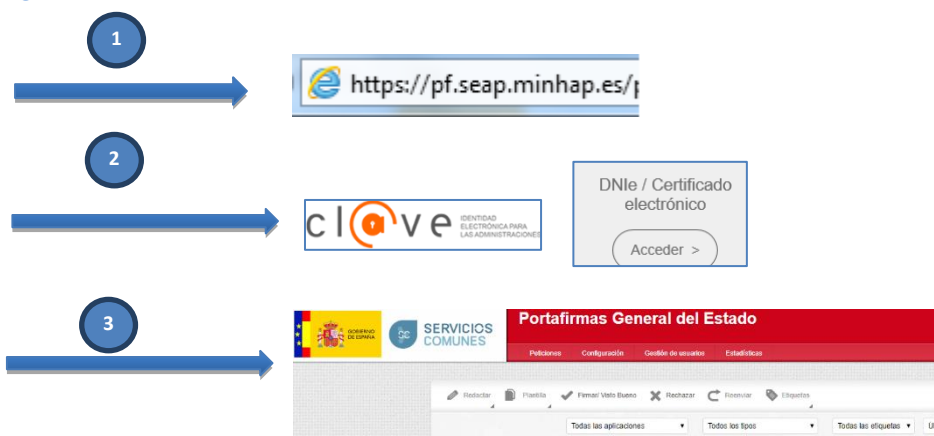 1
https://pf.seap.minhap.es/
2
cl@ve IDENTIDAD
ELECTRÓNICA PARA
LAS ADMINISTRACIONES
DNIe / Certificado
electrónico
Acceder >
3
GOBIERNO
DE ESPAÑA
SC
SERVICIOS
COMUNES
Portafirmas General del Estado
Peticiones Configuración Gestión de usuarios Estadísticas
Redactar Plantilla Firmar/ Visto Bueno Rechazar Reenviar Etiquetas
Todas las aplicaciones Todos los tipos Todas las etiquetas